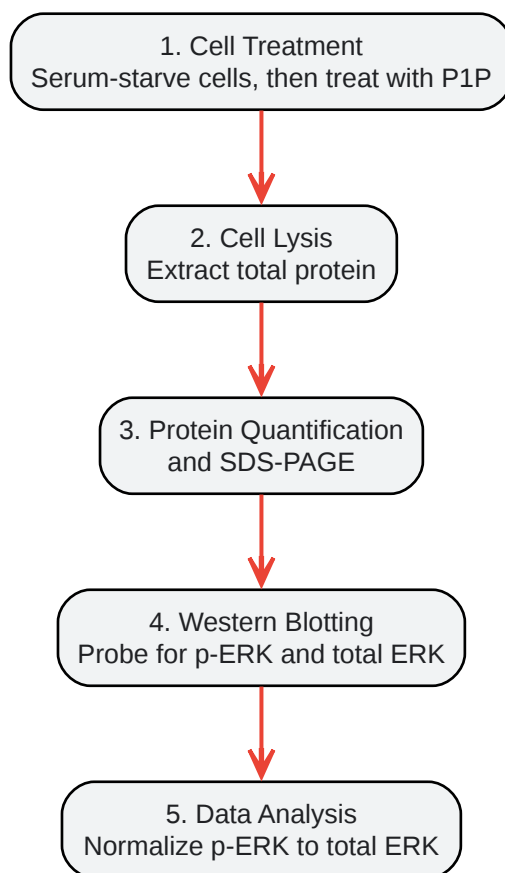 1. Cell Treatment
Serum-starve cells, then treat with P1P
2. Cell Lysis
Extract total protein
3. Protein Quantification
and SDS-PAGE
4. Western Blotting
Probe for p-ERK and total ERK
5. Data Analysis
Normalize p-ERK to total ERK